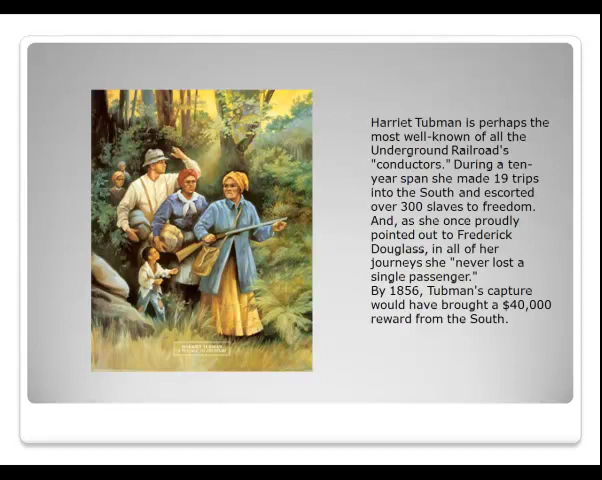 Harriet Tubman is perhaps the
most well-known of all the
Underground Railroad's
"conductors." During a ten-
year span she made 19 trips
into the South and escorted
over 300 slaves to freedom.
And, as she once proudly
pointed out to Frederick
Douglass, in all of her
journeys she "never lost a
single passenger."
By 1856, Tubman's capture
would have brought a $40,000
reward from the South.
HARRIET TUBMAN